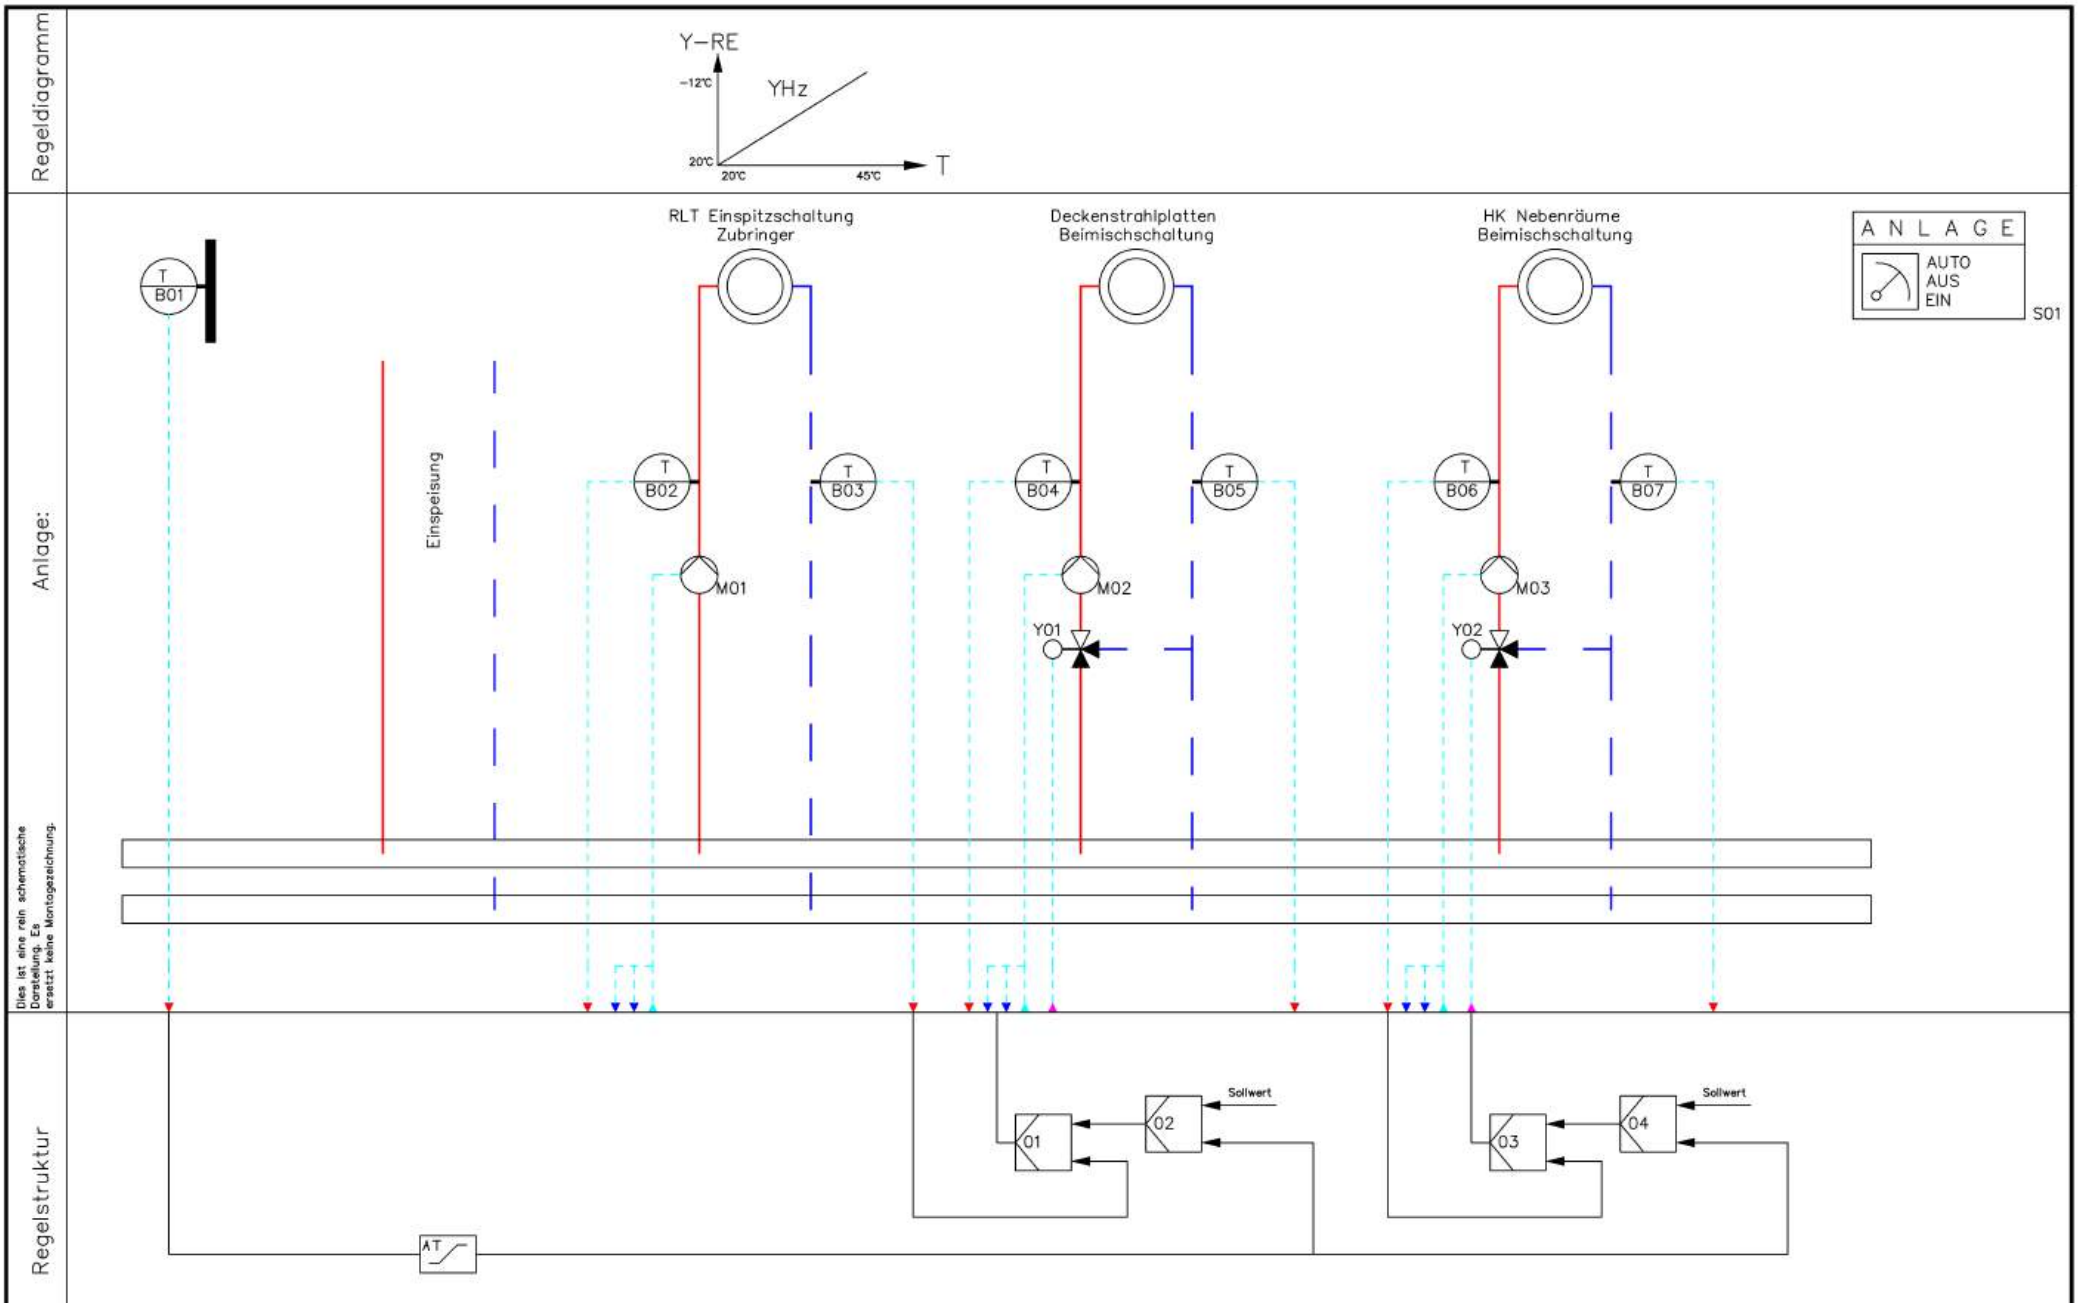 Regeldiagramm
Y-RE
-12°C
YHz
20°C
20°C
45°C
T
Anlage:
Dies ist eine rein schematische
Darstellung. Es
ersetzt keine Montagezeichnung.
RLT Einspitzschaltung
Zubringer
Deckenstrahlplatten
Beimischschaltung
HK Nebenräume
Beimischschaltung
ANLAGE
AUTO
AUS
EIN
S01
T
B01
Einspeisung
T
B02
T
B03
T
B04
T
B05
T
B06
T
B07
M01
M02
M03
Y01
Y02
Regelstruktur
Sollwert
Sollwert
01
02
03
04
AT